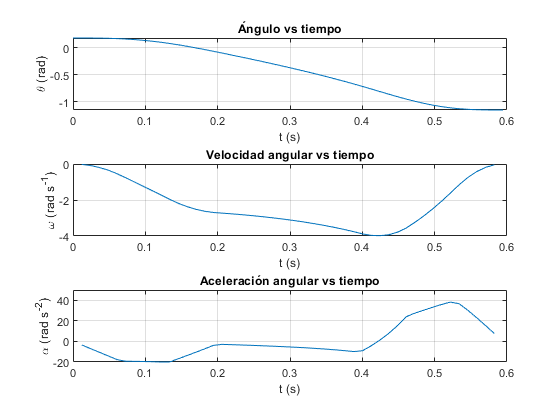 Ángulo vs tiempo
0
-0.5
-1
θ (rad)
0 0.1 0.2 0.3 0.4 0.5 0.6
t (s)
Velocidad angular vs tiempo
0
-2
-4
ω (rad s⁻¹)
0 0.1 0.2 0.3 0.4 0.5 0.6
t (s)
Aceleración angular vs tiempo
40
20
0
-20
α (rad s⁻²)
0 0.1 0.2 0.3 0.4 0.5 0.6
t (s)